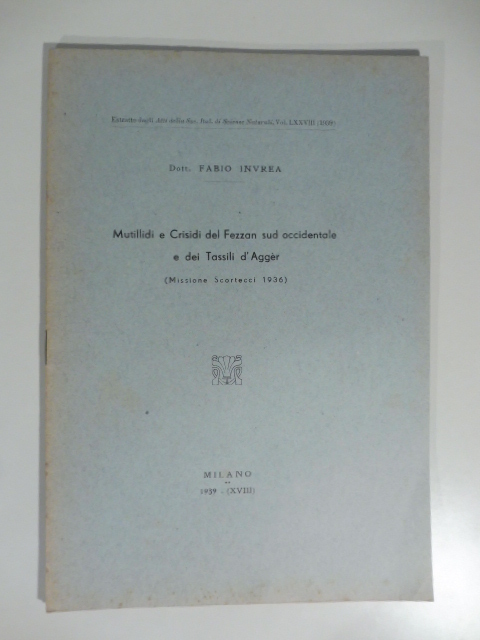 Estratto dagli Atti della Soc. Ital. di Scienze Naturali, Vol. LXXVIII (1939)
Dott. FABIO INVREA
Mutillidi e Crisidi del Fezzan sud occidentale
e dei Tassili d'Aggèr
(Missione Scortecci 1936)
MILANO
1939 - (XVIII)